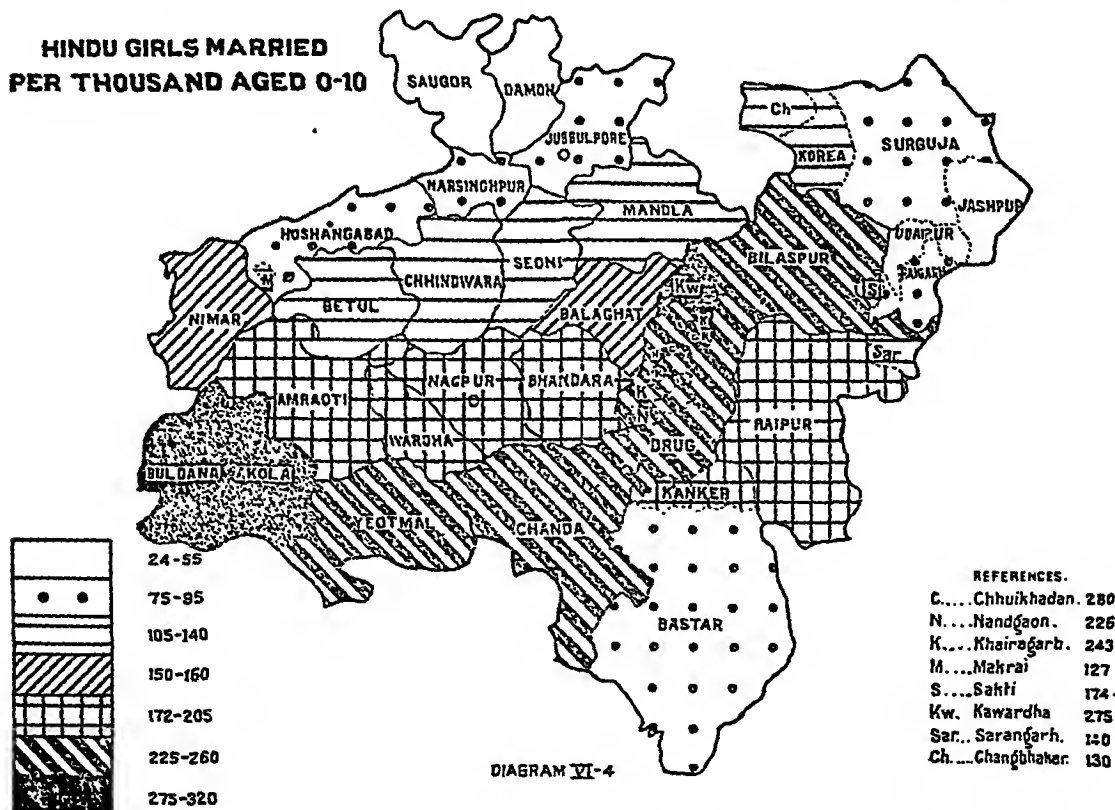 HINDU GIRLS MARRIED
PER THOUSAND AGED 0-10
SAUGOR
DAMOH
JUBBULPORE
Ch
KOREA
SURGUJA
JASHPUR
UDAIPUR
RAIGARH
NARSINGHPUR
MANDLA
HOSHANGABAD
SEONI
CHHINDWARA
BILASPUR
M
BETUL
NIMAR
BALAGHAT
Kw
S
Sar
AMRAOTI
NAGPUR
BHANDARA
WARDHA
K
N
DRUG
RAIPUR
BULDANA
AKOLA
YEOTMAL
CHANDA
KANKER
BASTAR
24-55
75-95
105-140
150-160
172-205
225-260
275-320
DIAGRAM VI-4
REFERENCES.
C.....Chhuikhadan. 280
N....Nandgaon. 226
K....Khairagarh. 243
M....Makrai 127
S....Sakti 174
Kw. Kawardha 275
Sar... Sarangarh. 140
Ch....Changbhakar. 130